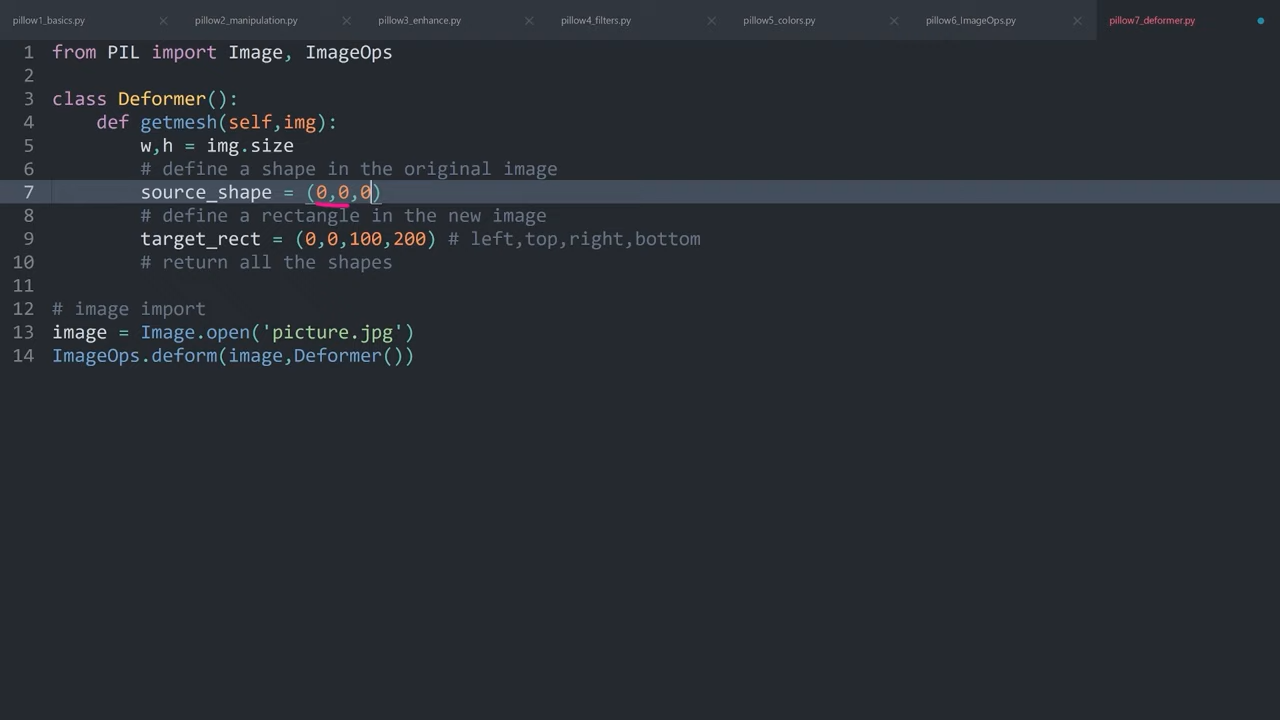 pillow1_basics.py pillow2_manipulation.py pillow3_enhance.py pillow4_filters.py pillow5_colors.py pillow6_ImageOps.py pillow7_deformer.py
1 from PIL import Image, ImageOps
2
3 class Deformer():
4     def getmesh(self,img):
5         w,h = img.size
6         # define a shape in the original image
7         source_shape = (0,0,0)
8         # define a rectangle in the new image
9         target_rect = (0,0,100,200) # left,top,right,bottom
10         # return all the shapes
11
12 # image import
13 image = Image.open('picture.jpg')
14 ImageOps.deform(image,Deformer())